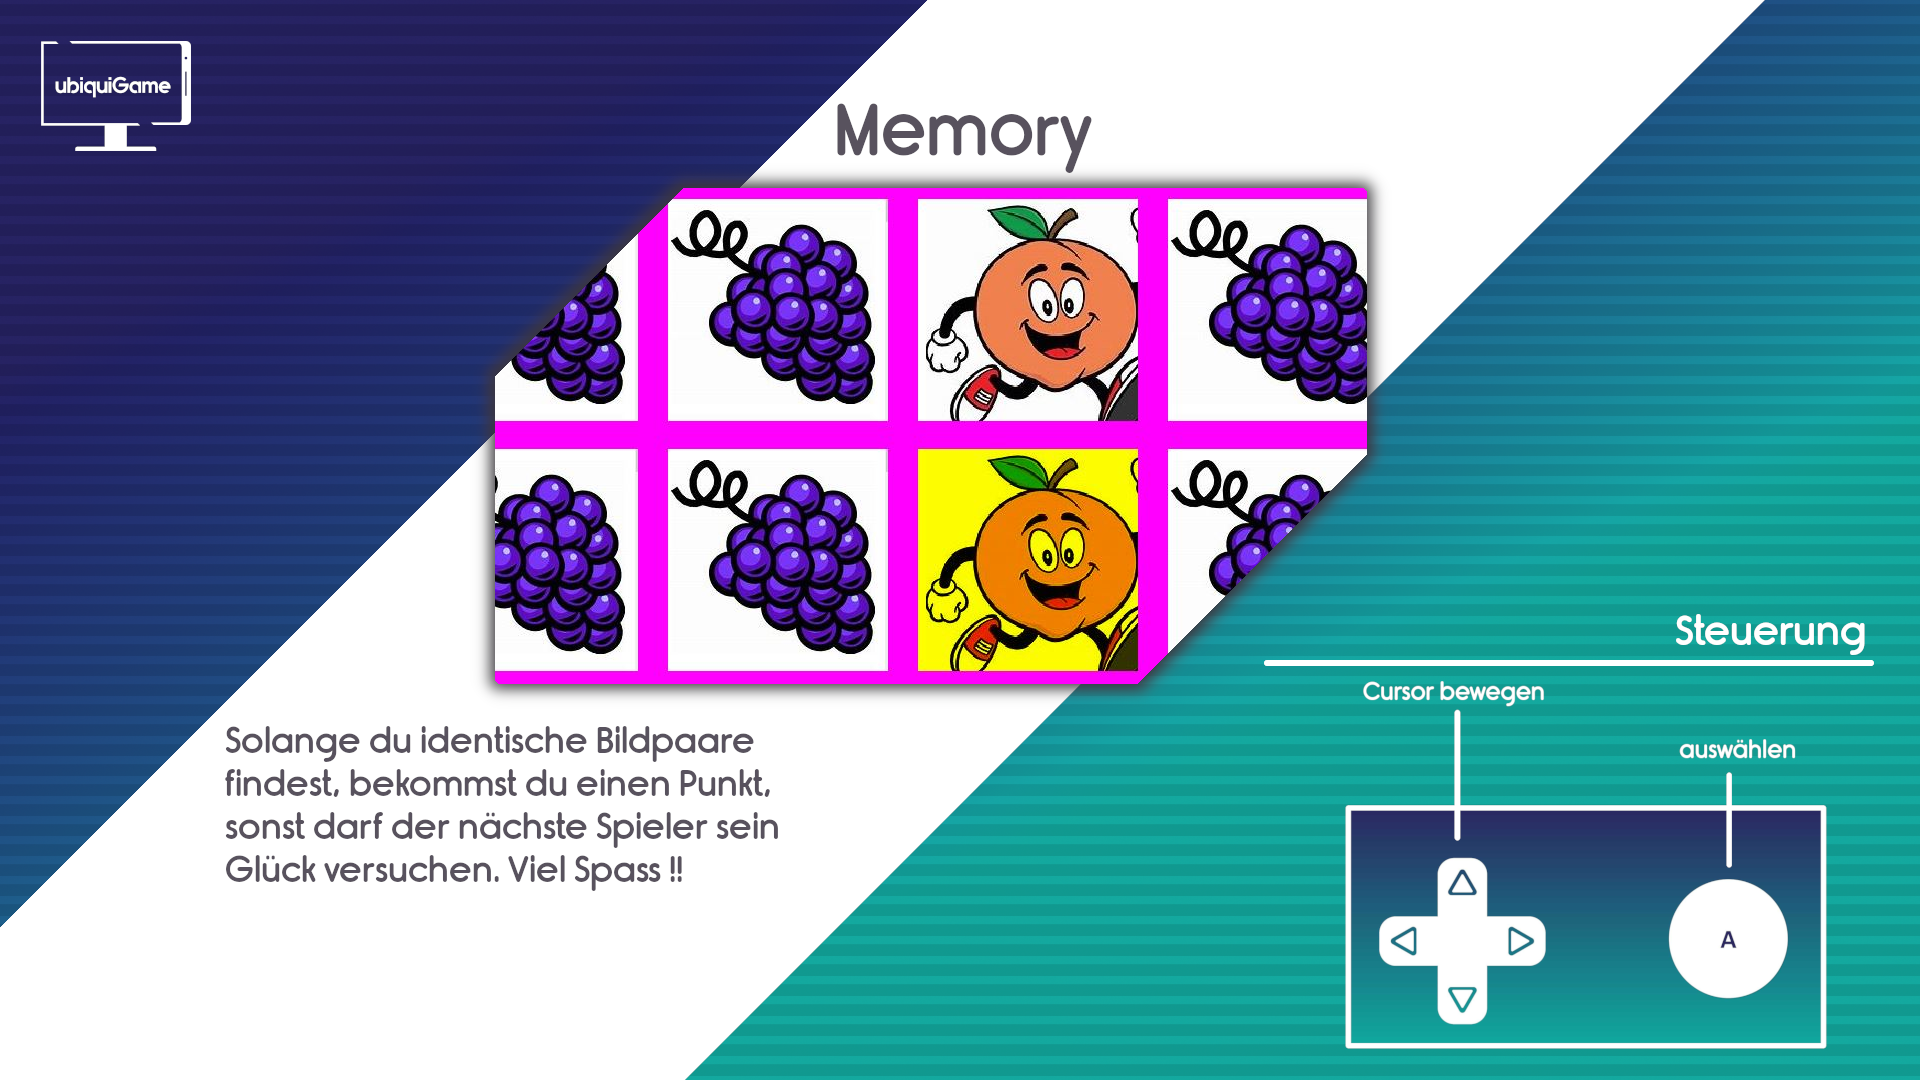 ubiquiGame
Memory
Solange du identische Bildpaare
findest, bekommst du einen Punkt,
sonst darf der nächste Spieler sein
Glück versuchen. Viel Spass !!
Steuerung
Cursor bewegen
auswählen
A